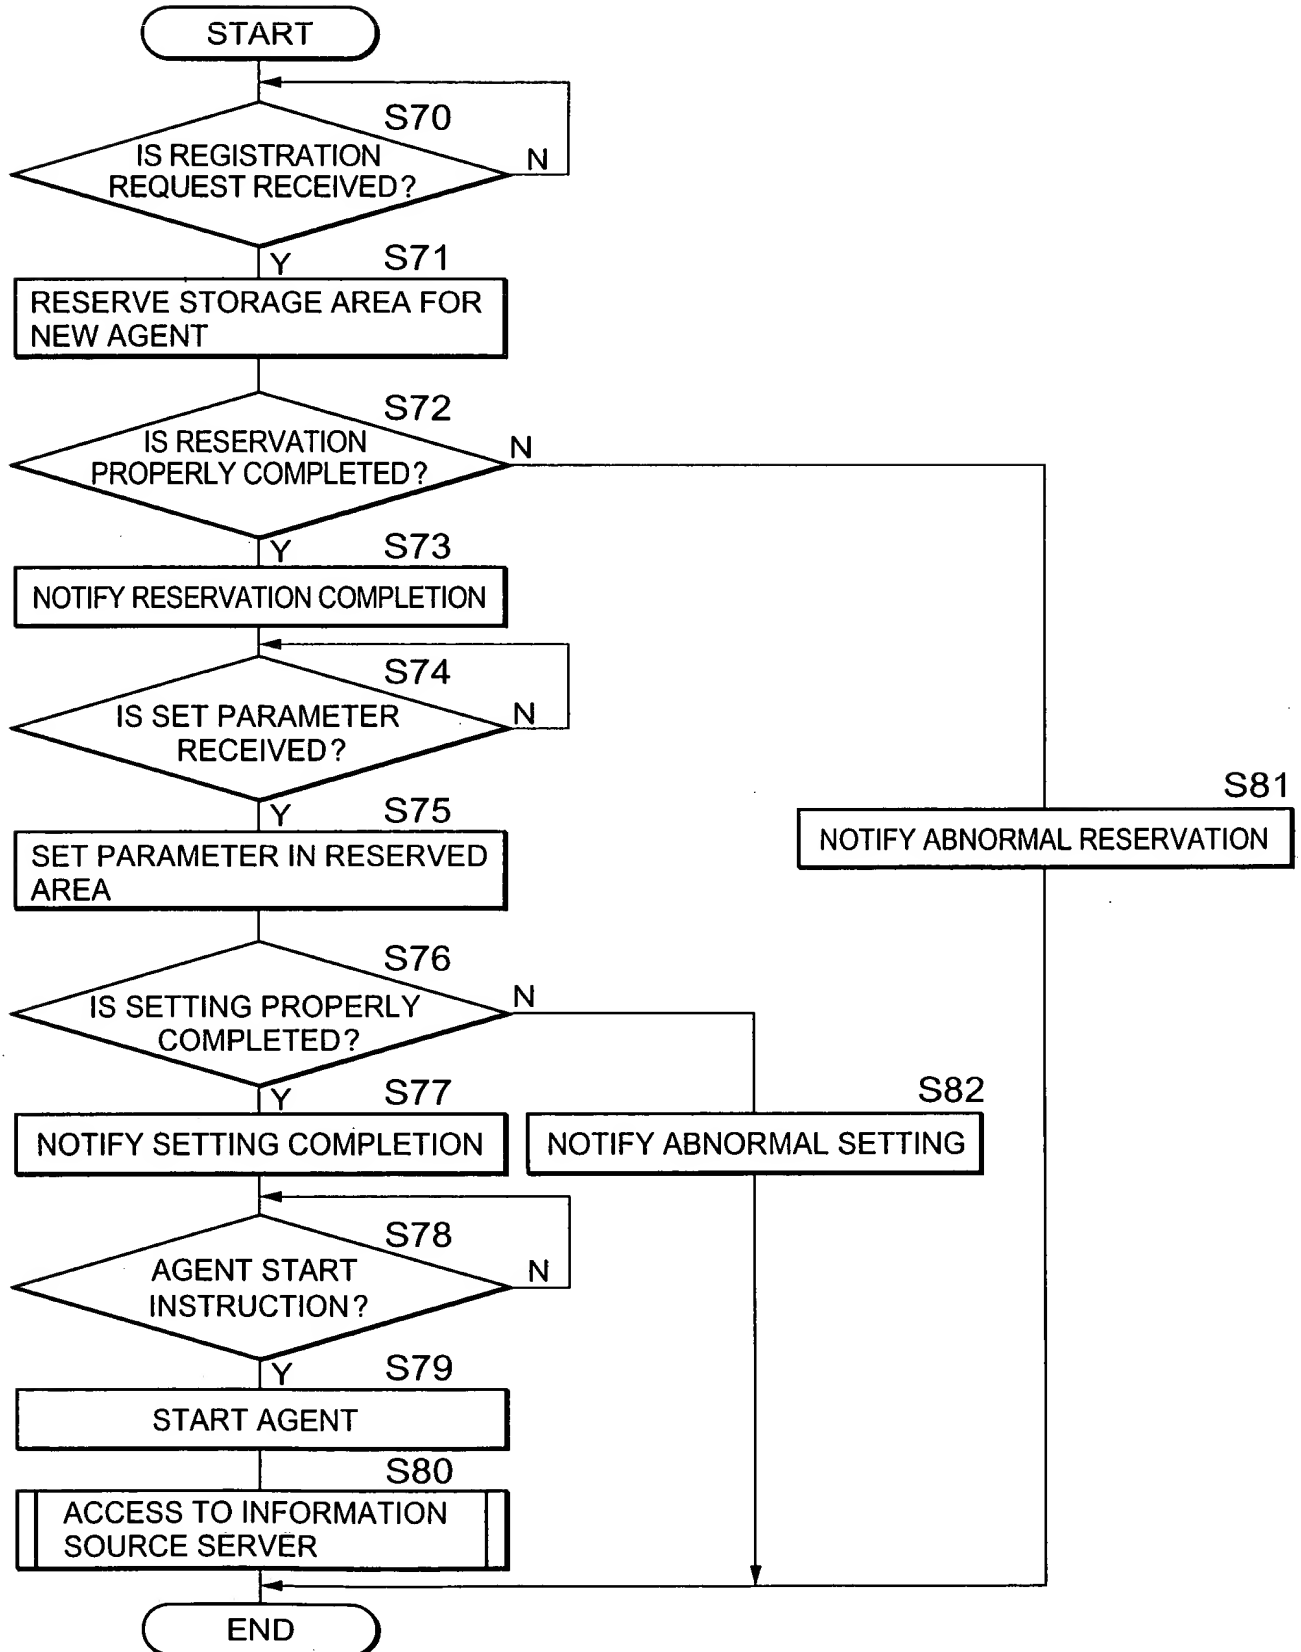 START
S70
IS REGISTRATION
REQUEST RECEIVED?
N
Y
S71
RESERVE STORAGE AREA FOR
NEW AGENT
S72
IS RESERVATION
PROPERLY COMPLETED?
N
Y
S73
NOTIFY RESERVATION COMPLETION
S74
IS SET PARAMETER
RECEIVED?
N
Y
S75
SET PARAMETER IN RESERVED
AREA
S81
NOTIFY ABNORMAL RESERVATION
S76
IS SETTING PROPERLY
COMPLETED?
N
Y
S77
NOTIFY SETTING COMPLETION
S82
NOTIFY ABNORMAL SETTING
S78
AGENT START
INSTRUCTION?
N
Y
S79
START AGENT
S80
ACCESS TO INFORMATION
SOURCE SERVER
END